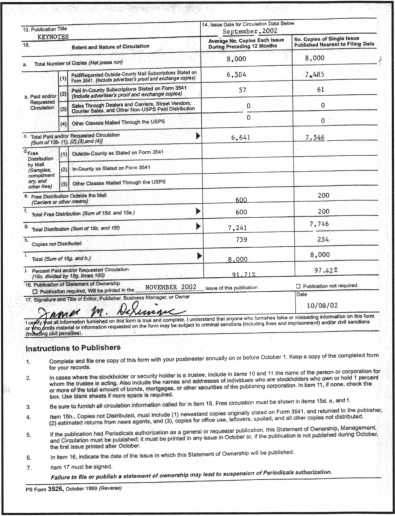 13. Publication Title
KEYNOTES
14. Issue Date for Circulation Data Below
September, 2002
15.
Extent and Nature of Circulation
Average No. Copies Each Issue During Preceding 12 Months
No. Copies of Single Issue Published Nearest to Filing Date
a. Total Number of Copies (Net press run)
8,000
8,000
b. Paid and/or Requested Circulation
(1) Paid/Requested Outside-County Mail Subscriptions Stated on Form 3541. (Include advertiser's proof and exchange copies)
6,584
7,485
(2) Paid In-County Subscriptions Stated on Form 3541 (Include advertiser's proof and exchange copies)
57
61
(3) Sales Through Dealers and Carriers, Street Vendors, Counter Sales, and Other Non-USPS Paid Distribution
0
0
(4) Other Classes Mailed Through the USPS
0
0
c. Total Paid and/or Requested Circulation [Sum of 15b. (1), (2),(3),and (4)]
6,641
7,546
d. Free Distribution by Mail (Samples, complimentary, and other free)
(1) Outside-County as Stated on Form 3541
(2) In-County as Stated on Form 3541
(3) Other Classes Mailed Through the USPS
e. Free Distribution Outside the Mail (Carriers or other means)
600
200
f. Total Free Distribution (Sum of 15d. and 15e.)
600
200
g. Total Distribution (Sum of 15c. and 15f)
7,241
7,746
h. Copies not Distributed
759
254
i. Total (Sum of 15g. and h.)
8,000
8,000
j. Percent Paid and/or Requested Circulation (15c. divided by 15g. times 100)
91.71%
97.42%
16. Publication of Statement of Ownership
Publication required. Will be printed in the NOVEMBER 2002 issue of this publication.
Publication not required.
17. Signature and Title of Editor, Publisher, Business Manager, or Owner
Date
10/08/02
I certify that all information furnished on this form is true and complete. I understand that anyone who furnishes false or misleading information on this form
or who omits material or information requested on the form may be subject to criminal sanctions (including fines and imprisonment) and/or civil sanctions
(including civil penalties).
Instructions to Publishers
1. Complete and file one copy of this form with your postmaster annually on or before October 1. Keep a copy of the completed form
for your records.
2. In cases where the stockholder or security holder is a trustee, include in items 10 and 11 the name of the person or corporation for
whom the trustee is acting. Also include the names and addresses of individuals who are stockholders who own or hold 1 percent
or more of the total amount of bonds, mortgages, or other securities of the publishing corporation. In item 11, if none, check the
box. Use blank sheets if more space is required.
3. Be sure to furnish all circulation information called for in item 15. Free circulation must be shown in items 15d, e, and f.
4. Item 15h., Copies not Distributed, must include (1) newsstand copies originally stated on Form 3541, and returned to the publisher,
(2) estimated returns from news agents, and (3), copies for office use, leftovers, spoiled, and all other copies not distributed.
5. If the publication had Periodicals authorization as a general or requester publication, this Statement of Ownership, Management,
and Circulation must be published; it must be printed in any issue in October or, if the publication is not published during October,
the first issue printed after October.
6. In item 16, indicate the date of the issue in which this Statement of Ownership will be published.
7. Item 17 must be signed.
Failure to file or publish a statement of ownership may lead to suspension of Periodicals authorization.
PS Form 3526, October 1999 (Reverse)